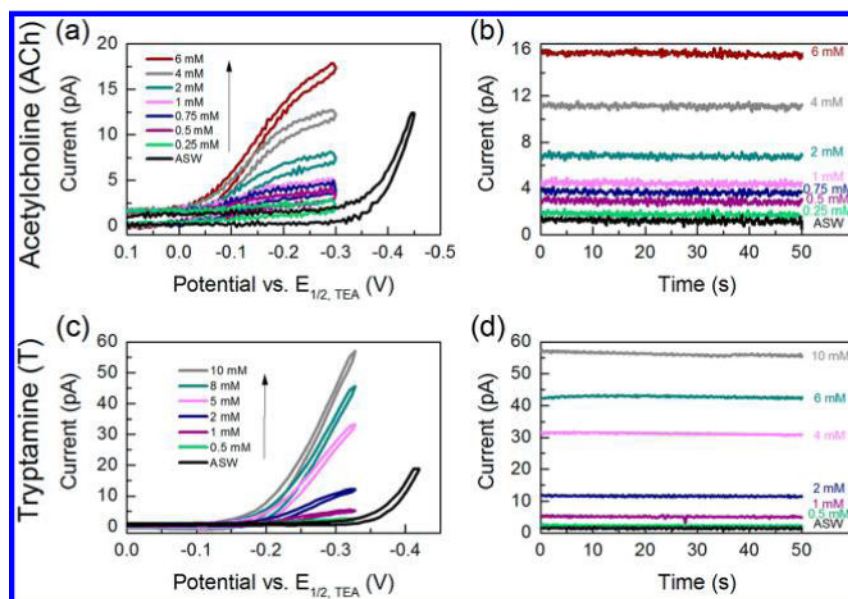 Acetylcholine (ACh)
(a)
Current (pA)
20
15
10
5
0
6 mM
4 mM
2 mM
1 mM
0.75 mM
0.5 mM
0.25 mM
ASW
0.1 0.0 -0.1 -0.2 -0.3 -0.4 -0.5
Potential vs. E1/2, TEA (V)
(b)
Current (pA)
16
12
8
4
0
6 mM
4 mM
2 mM
1 mM
0.75 mM
0.5 mM
0.25 mM
ASW
0 10 20 30 40 50
Time (s)
Tryptamine (T)
(c)
Current (pA)
60
50
40
30
20
10
0
10 mM
8 mM
5 mM
2 mM
1 mM
0.5 mM
ASW
0.0 -0.1 -0.2 -0.3 -0.4
Potential vs. E1/2, TEA (V)
(d)
Current (pA)
60
50
40
30
20
10
0
10 mM
6 mM
4 mM
2 mM
1 mM
0.5 mM
ASW
0 10 20 30 40 50
Time (s)